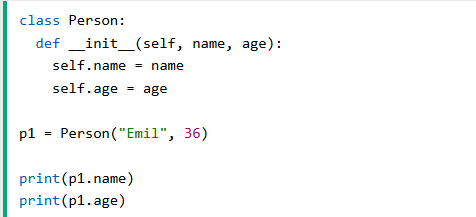 class Person:
  def __init__(self, name, age):
    self.name = name
    self.age = age

p1 = Person("Emil", 36)

print(p1.name)
print(p1.age)